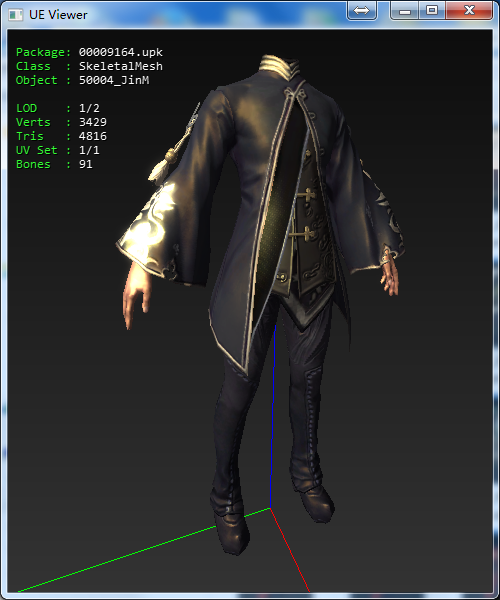 UE Viewer
Package: 00009164.upk
Class  : SkeletalMesh
Object : 50004_JinM
LOD    : 1/2
Verts  : 3429
Tris   : 4816
UV Set : 1/1
Bones  : 91